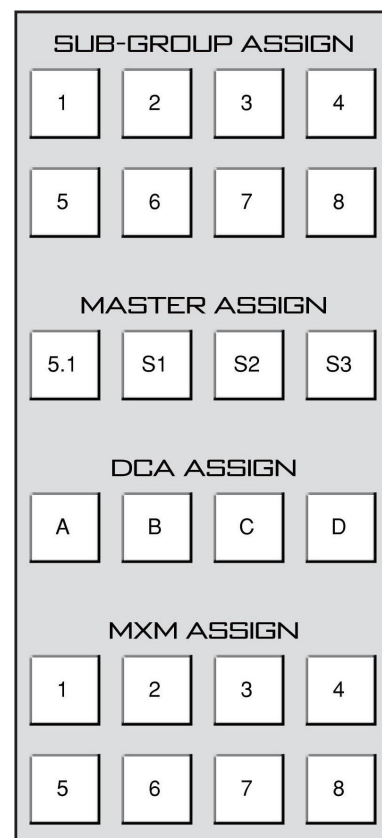 SUB-GROUP ASSIGN
1 2 3 4
5 6 7 8
MASTER ASSIGN
5.1 S1 S2 S3
DCA ASSIGN
A B C D
MXM ASSIGN
1 2 3 4
5 6 7 8